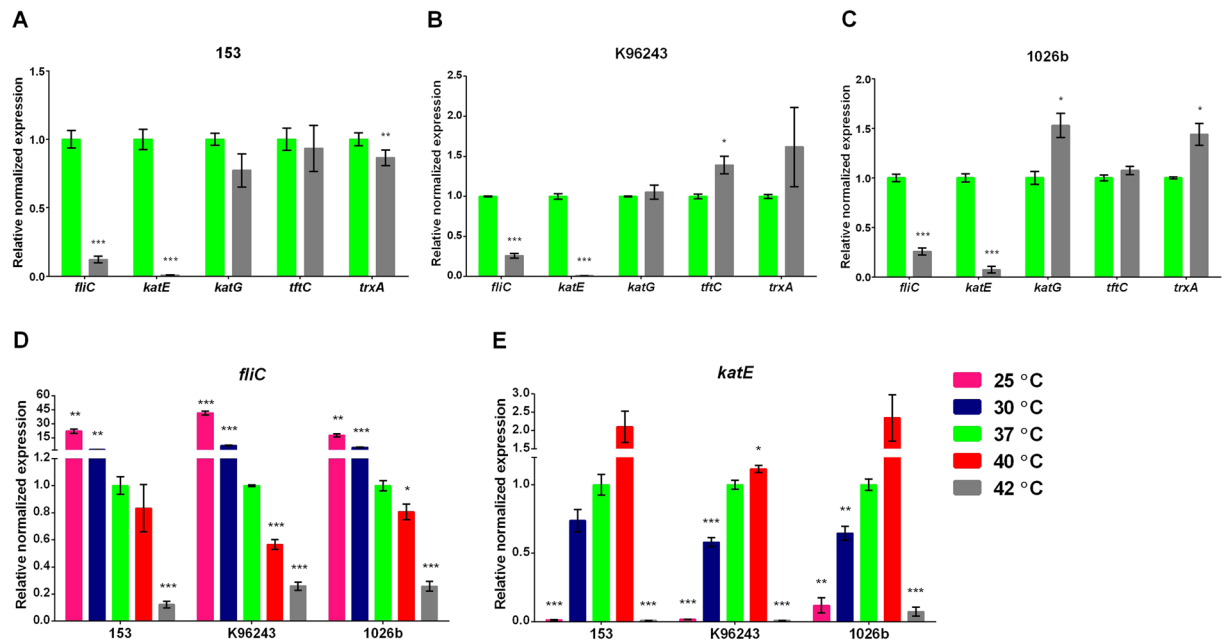 A
153
Relative normalized expression
1.5
1.0
0.5
0.0
***
***
**
fliC
katE
katG
tftC
trxA
B
K96243
Relative normalized expression
2.5
2.0
1.5
1.0
0.5
0.0
***
***
*
fliC
katE
katG
tftC
trxA
C
1026b
Relative normalized expression
2.0
1.5
1.0
0.5
0.0
***
***
*
*
fliC
katE
katG
tftC
trxA
D
fliC
Relative normalized expression
60
45
30
15
1.2
1.0
0.8
0.6
0.4
0.2
0.0
**
**
***
***
***
***
***
**
***
*
***
153
K96243
1026b
E
katE
Relative normalized expression
3.0
2.5
2.0
1.5
1.0
0.5
0.0
***
***
***
***
*
***
**
**
***
153
K96243
1026b
25 °C
30 °C
37 °C
40 °C
42 °C